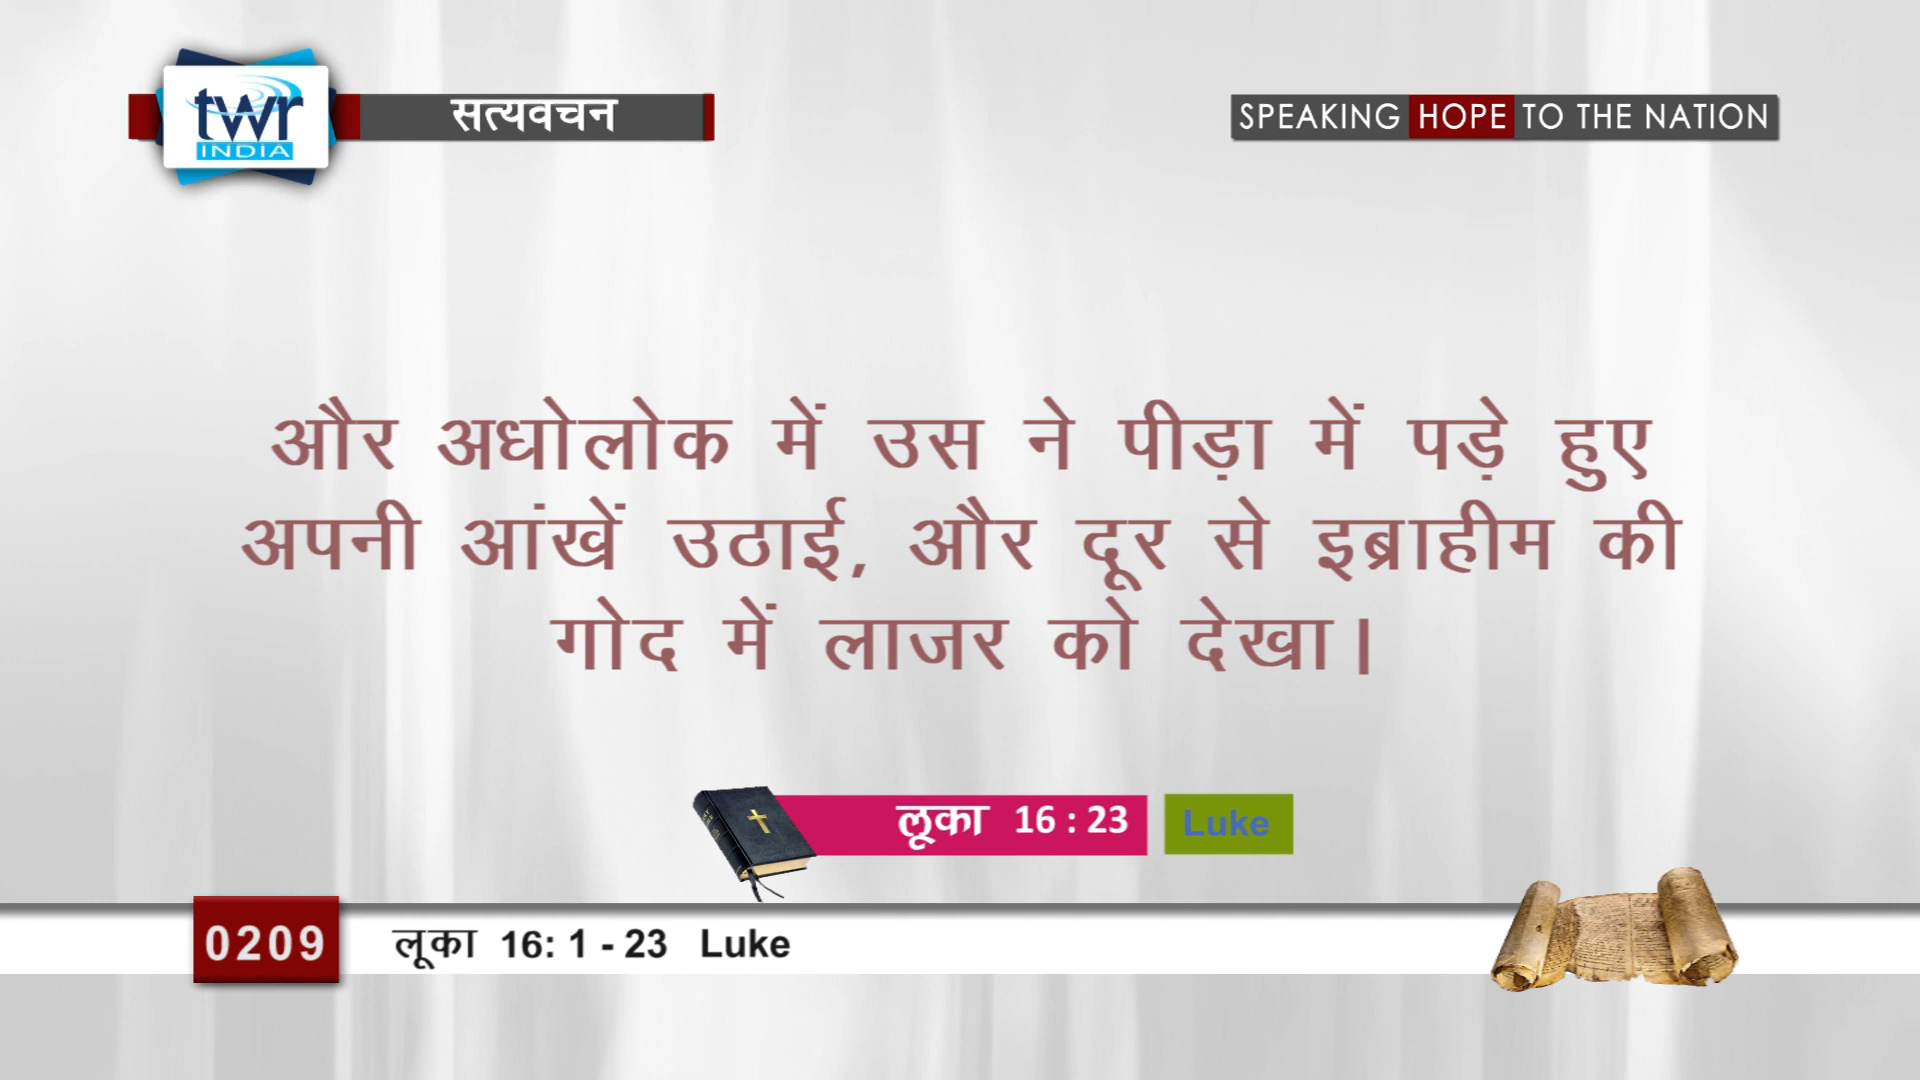 twr
INDIA
सत्यवचन
SPEAKING HOPE TO THE NATION
और अधोलोक में उस ने पीड़ा में पड़े हुए
अपनी आंखें उठाई, और दूर से इब्राहीम की
गोद में लाजर को देखा।
लूका 16 : 23 Luke
0209 लूका 16: 1 - 23 Luke